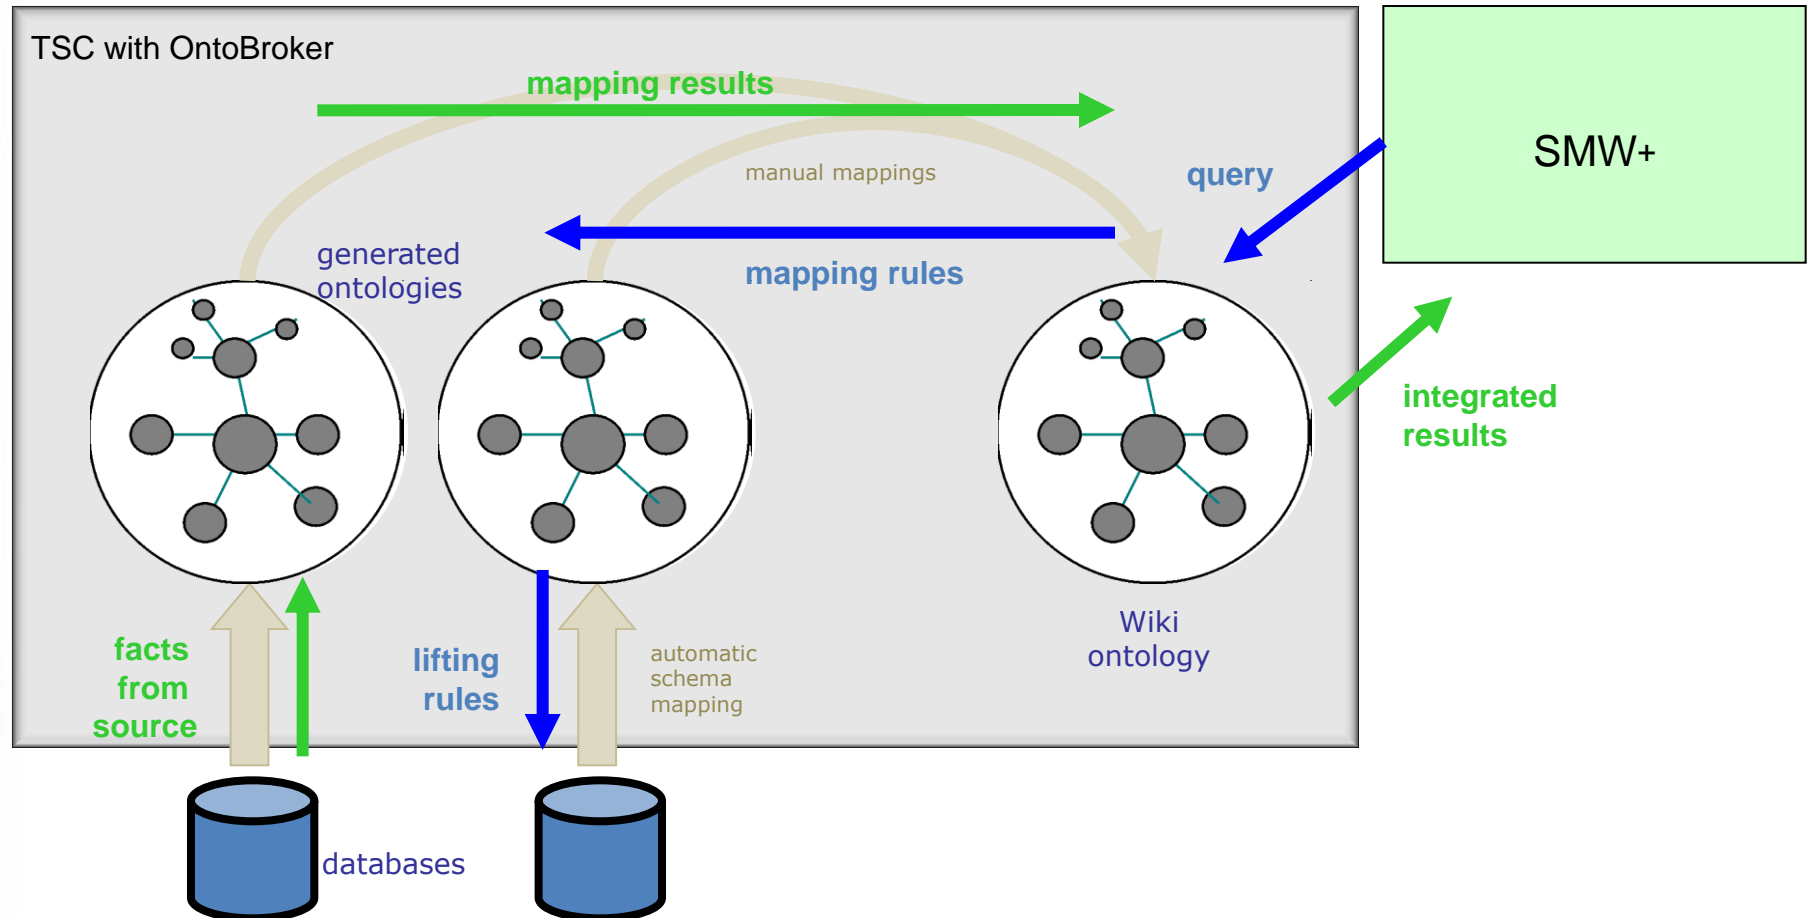 TSC with OntoBroker
mapping results
SMW+
manual mappings
query
generated
ontologies
mapping rules
integrated
results
Wiki
ontology
facts
from
source
lifting
rules
automatic
schema
mapping
databases